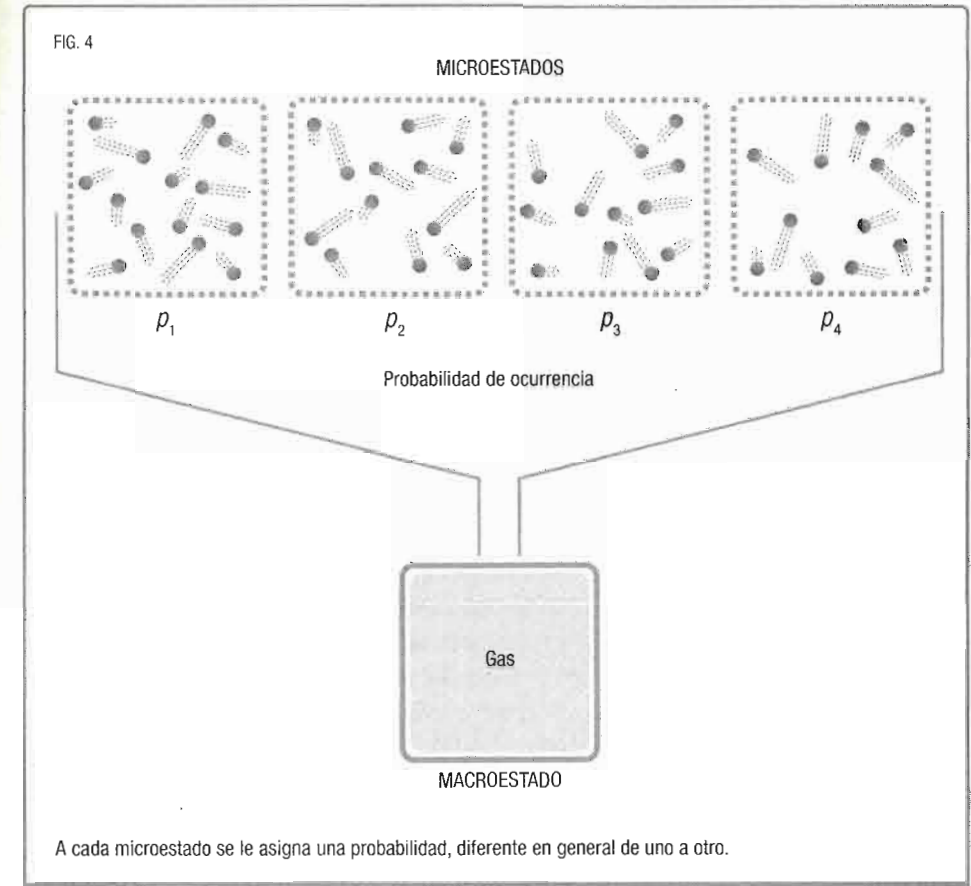 FIG. 4
MICROESTADOS
p1 p2 p3 p4
Probabilidad de ocurrencia
Gas
MACROESTADO
A cada microestado se le asigna una probabilidad, diferente en general de uno a otro.